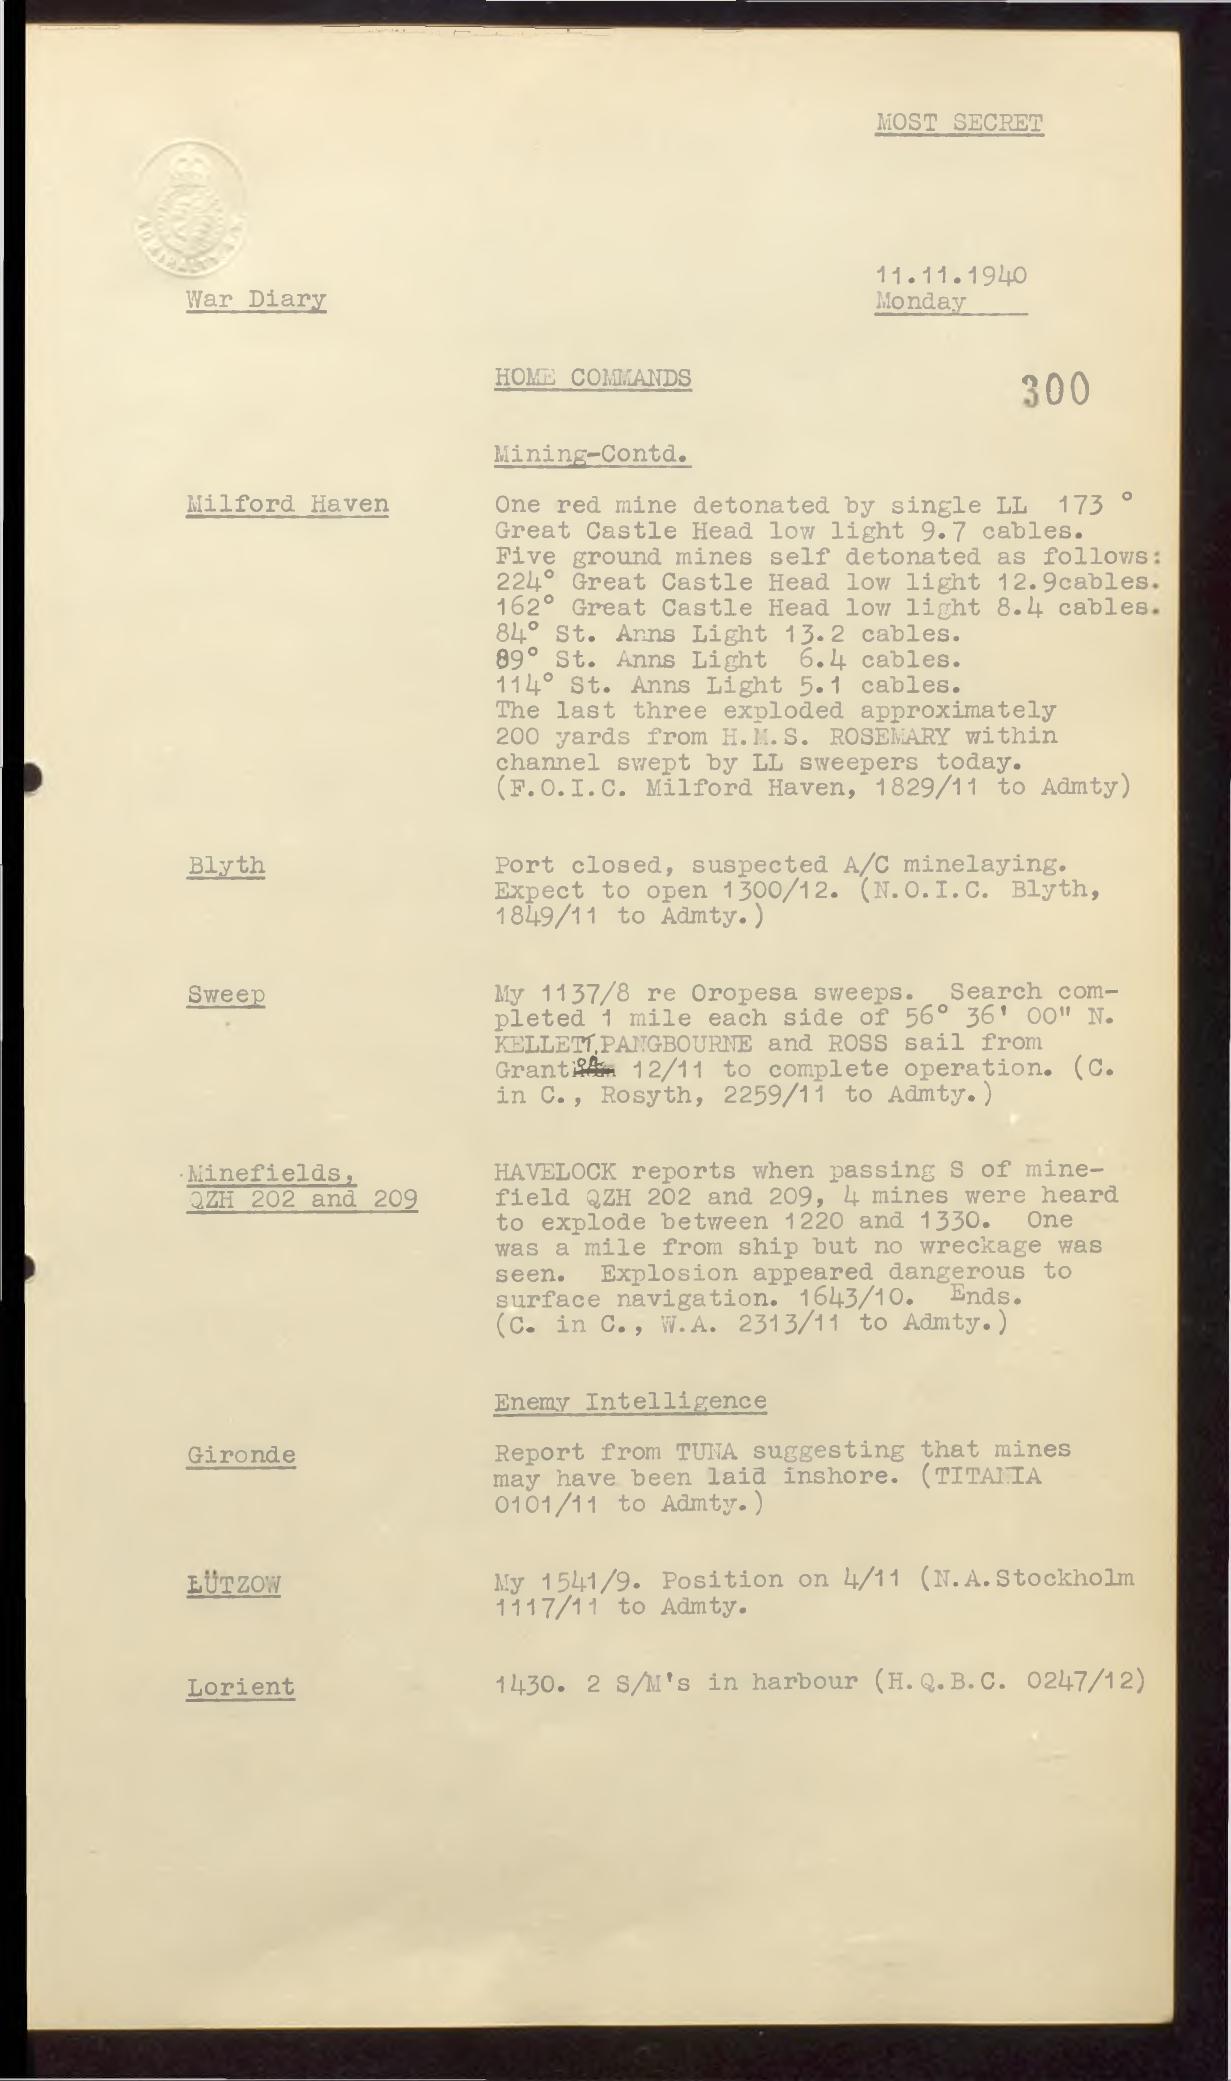 MOST SECRET
11.11.1940
War Diary
Monday
HOME COMMANDS
300
Mining-Contd.
Milford Haven
One red mine detonated by single LL 173 °
Great Castle Head low light 9.7 cables.
Five ground mines self detonated as follows:
224° Great Castle Head low light 12.9cables.
162° Great Castle Head low light 8.4 cables.
84° St. Anns Light 13.2 cables.
89° St. Anns Light 6.4 cables.
114° St. Anns Light 5.1 cables.
The last three exploded approximately
200 yards from H.M.S. ROSEMARY within
channel swept by LL sweepers today.
(F.O.I.C. Milford Haven, 1829/11 to Admty)
Blyth
Port closed, suspected A/C minelaying.
Expect to open 1300/12. (N.O.I.C. Blyth,
1849/11 to Admty.)
Sweep
My 1137/8 re Oropesa sweeps. Search com-
pleted 1 mile each side of 56° 36' 00" N.
KELLETT, PANGBOURNE and ROSS sail from
Grant 12/11 to complete operation. (C.
in C., Rosyth, 2259/11 to Admty.)
Minefields,
QZH 202 and 209
HAVELOCK reports when passing S of mine-
field QZH 202 and 209, 4 mines were heard
to explode between 1220 and 1330. One
was a mile from ship but no wreckage was
seen. Explosion appeared dangerous to
surface navigation. 1643/10. Ends.
(C. in C., W.A. 2313/11 to Admty.)
Enemy Intelligence
Gironde
Report from TUNA suggesting that mines
may have been laid inshore. (TITANIA
0101/11 to Admty.)
LÜTZOW
My 1541/9. Position on 4/11 (N.A.Stockholm
1117/11 to Admty.
Lorient
1430. 2 S/M's in harbour (H.Q.B.C. 0247/12)